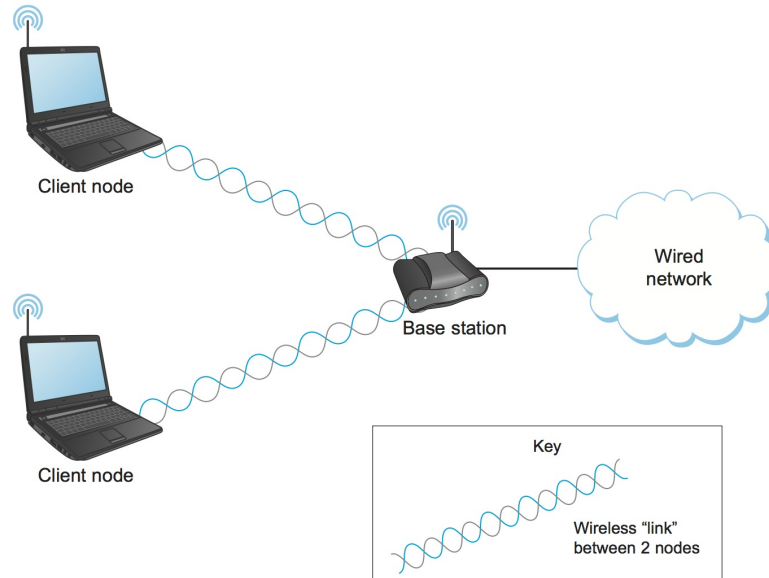 Client node
Wired
network
Base station
Client node
Key
Wireless “link”
between 2 nodes